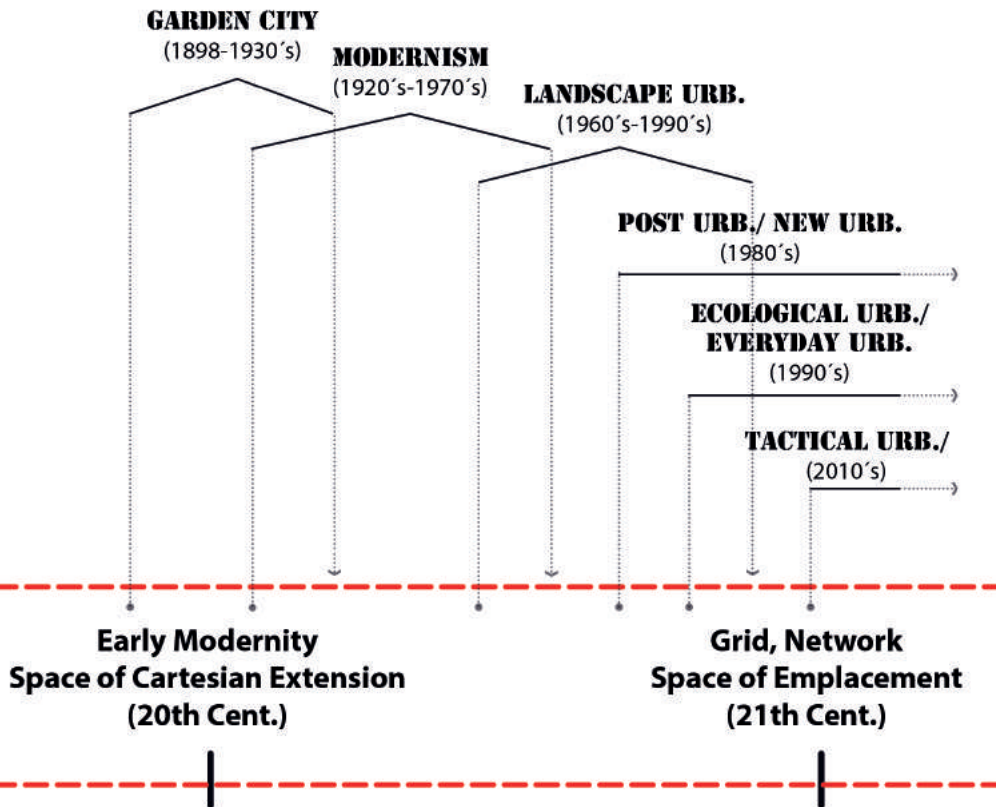 GARDEN CITY
(1898-1930´s)
MODERNISM
(1920´s-1970´s)
LANDSCAPE URB.
(1960´s-1990´s)
POST URB./ NEW URB.
(1980´s)
ECOLOGICAL URB./
EVERYDAY URB.
(1990´s)
TACTICAL URB./
(2010´s)
Early Modernity
Space of Cartesian Extension
(20th Cent.)
Grid, Network
Space of Emplacement
(21th Cent.)